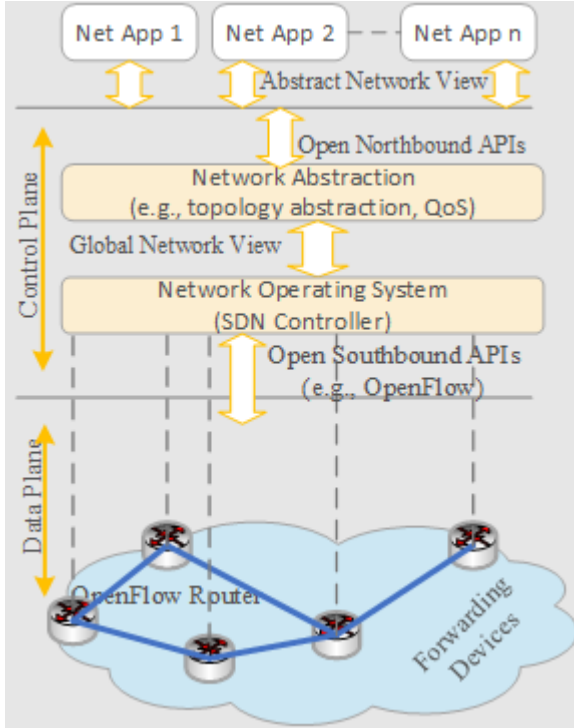 Net App 1
Net App 2
Net App n
Abstract Network View
Open Northbound APIs
Control Plane
Network Abstraction
(e.g., topology abstraction, QoS)
Global Network View
Network Operating System
(SDN Controller)
Open Southbound APIs
(e.g., OpenFlow)
Data Plane
OpenFlow Router
Forwarding
Devices